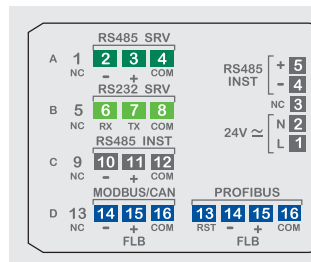 RS485 SRV
A 1 2 3 4
NC - + COM
RS232 SRV
B 5 6 7 8
NC RX TX COM
RS485 INST
C 9 10 11 12
NC - + COM
MODBUS/CAN
D 13 14 15 16
NC - + COM
FLB
RS485 INST
+ 5
- 4
NC 3
24V ≃
N 2
L 1
PROFIBUS
13 14 15 16
RST - + COM
FLB